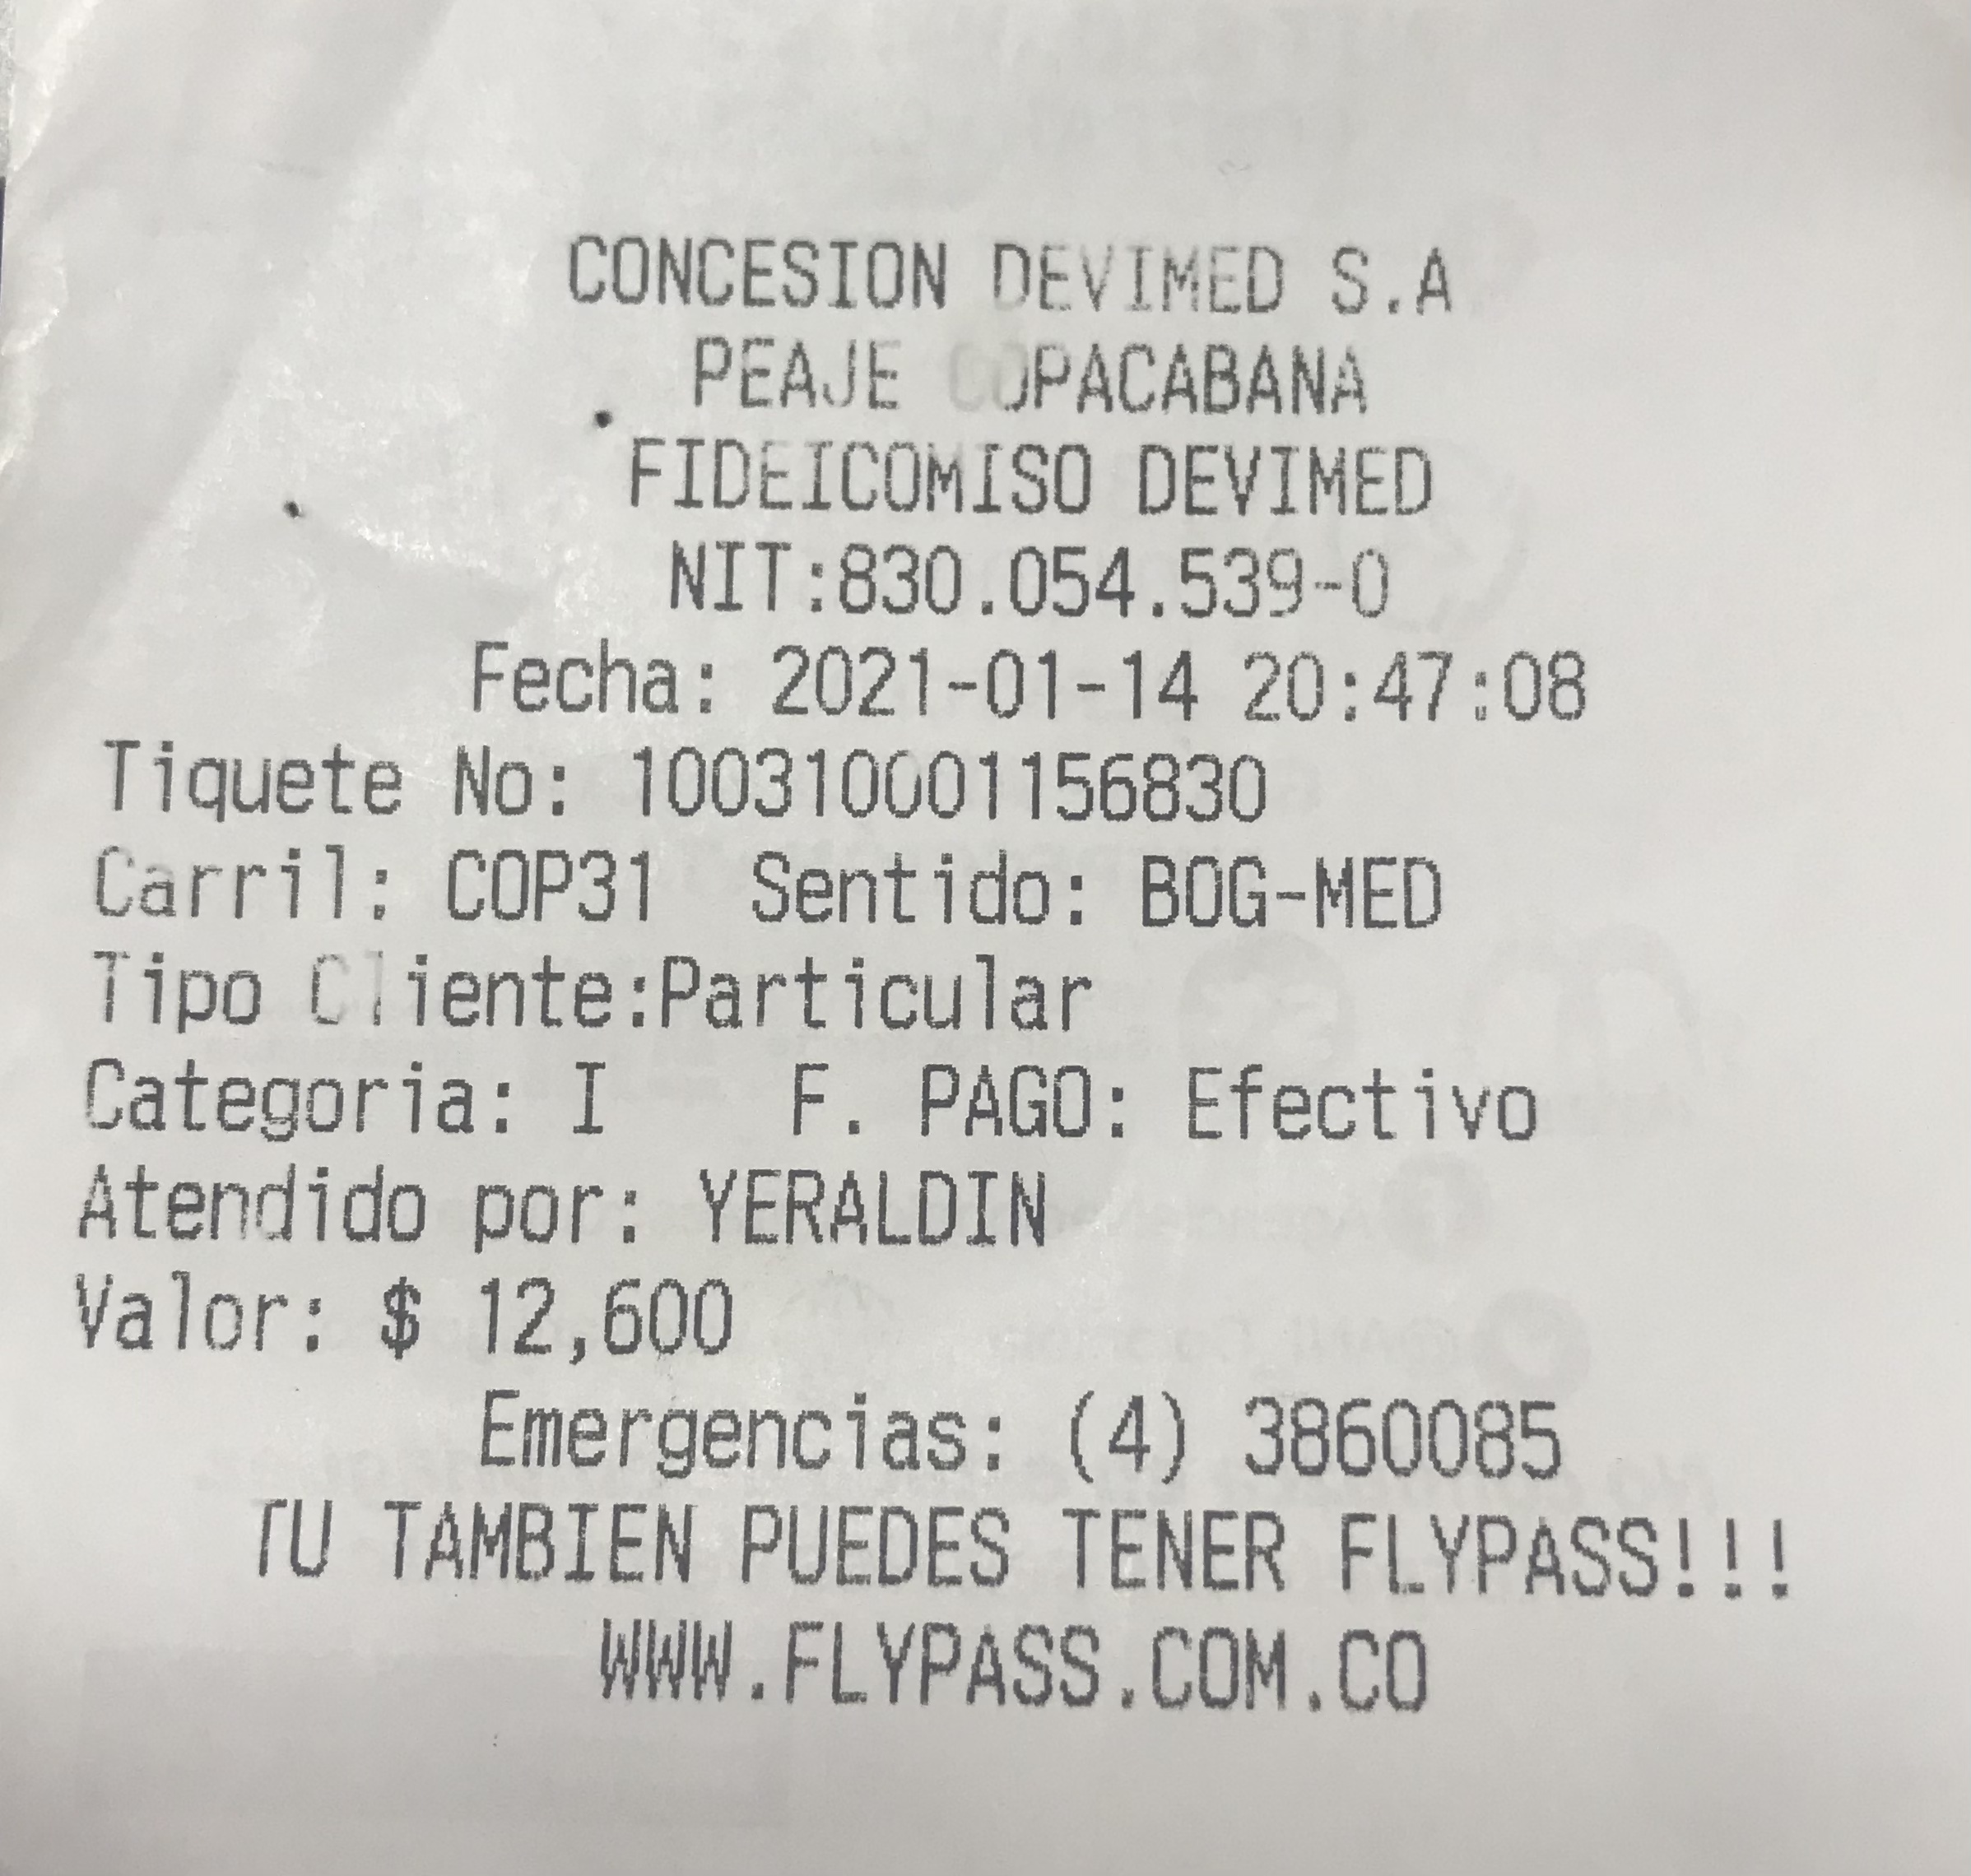 CONCESION DEVIMED S.A
PEAJE COPACABANA
FIDEICOMISO DEVIMED
NIT:830.054.539-0
Fecha: 2021-01-14 20:47:08
Tiquete No: 100310001156830
Carril: COP31 Sentido: BOG-MED
Tipo Cliente:Particular
Categoria: I F. PAGO: Efectivo
Atendido por: YERALDIN
Valor: $ 12,600
Emergencias: (4) 3860085
TU TAMBIEN PUEDES TENER FLYPASS!!!
WWW.FLYPASS.COM.CO